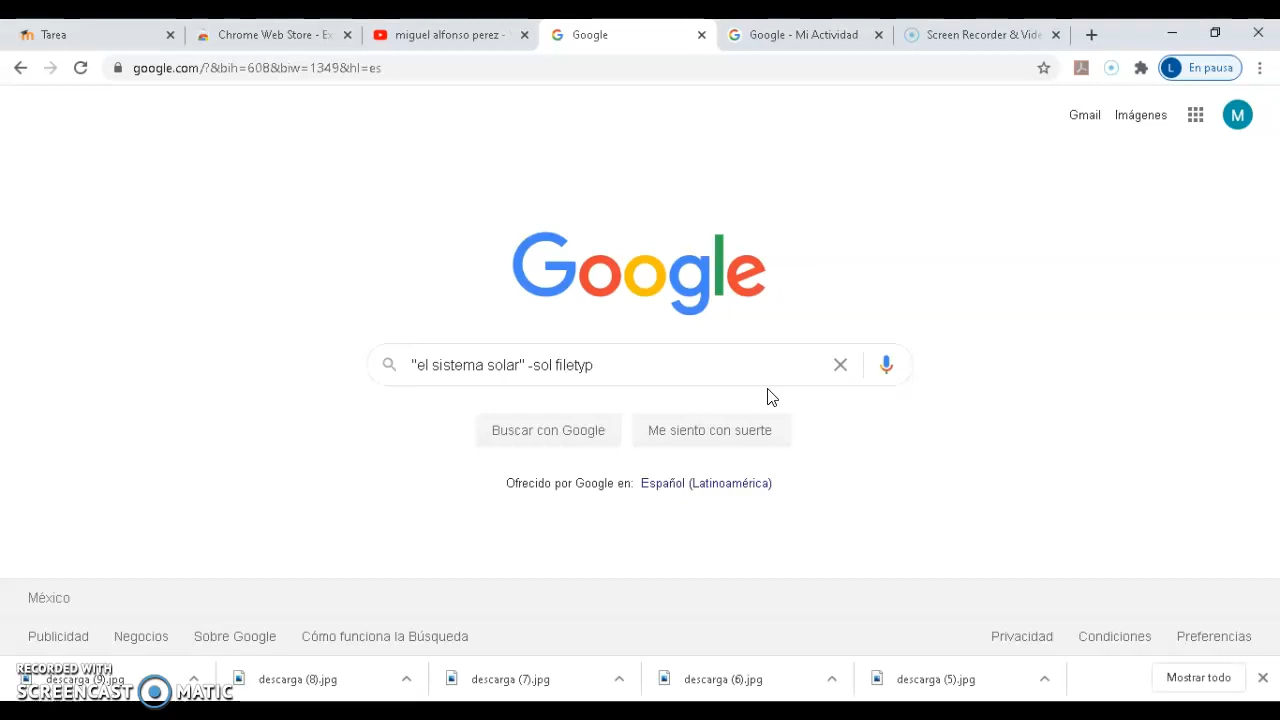 Tarea
Chrome Web Store - Ex
miguel alfonso perez -
Google
Google - Mi Actividad
Screen Recorder & Vide
google.com/?&bih=608&biw=1349&hl=es
L En pausa
Gmail Imágenes M
Google
"el sistema solar" -sol filetyp
Buscar con Google Me siento con suerte
Ofrecido por Google en: Español (Latinoamérica)
México
Publicidad Negocios Sobre Google Cómo funciona la Búsqueda Privacidad Condiciones Preferencias
descarga (9).jpg descarga (8).jpg descarga (7).jpg descarga (6).jpg descarga (5).jpg Mostrar todo
RECORDED WITH
SCREENCAST MATIC